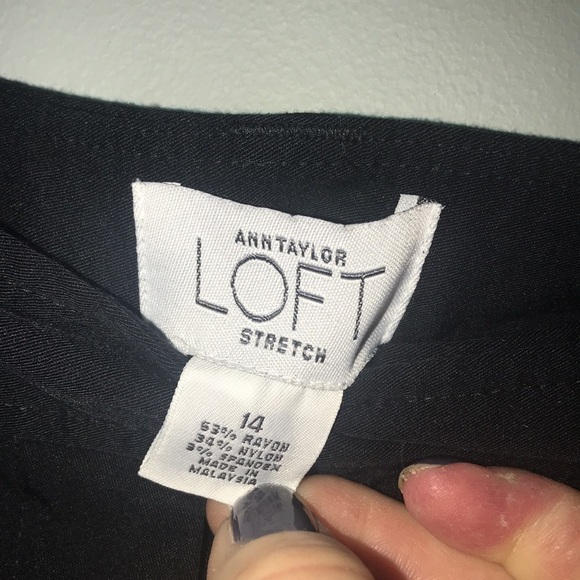 ANNTAYLOR
LOFT
STRETCH
14
63% RAYON
34% NYLON
3% SPANDEX
MADE IN
MALAYSIA